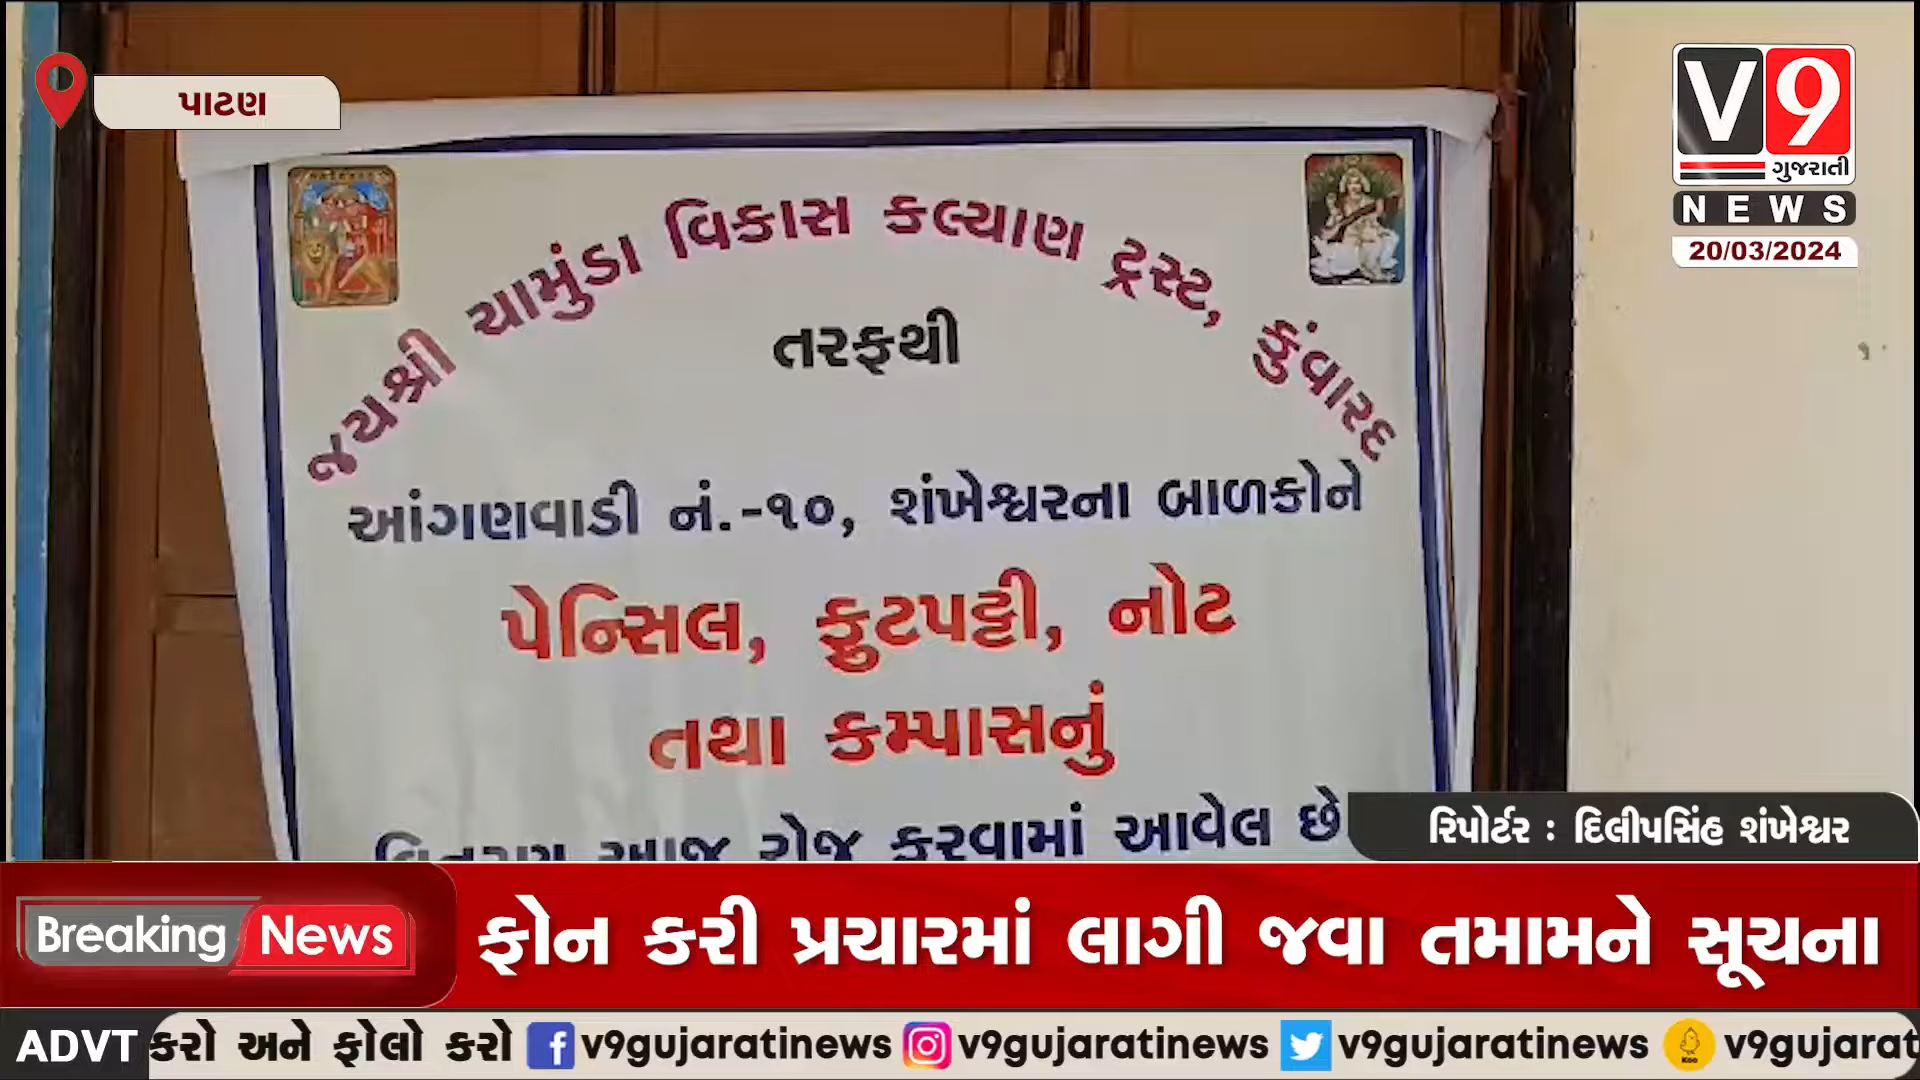 પાટણ
V9
ગુજરાતી
NEWS
20/03/2024
જયશ્રી ચામુંડા વિકાસ કલ્યાણ ટ્રસ્ટ, કુંવારદ
તરફથી
આંગણવાડી નં.-૧૦, શંખેશ્વરના બાળકોને
પેન્સિલ, ફુટપટ્ટી, નોટ
તથા કમ્પાસનું
વિતરણ આજ રોજ કરવામાં આવેલ છે
રિપોર્ટર : દિલીપસિંહ શંખેશ્વર
Breaking News ફોન કરી પ્રચારમાં લાગી જવા તમામને સૂચના
ADVT કરો અને ફોલો કરો v9gujaratinews v9gujaratinews v9gujaratinews v9gujarat